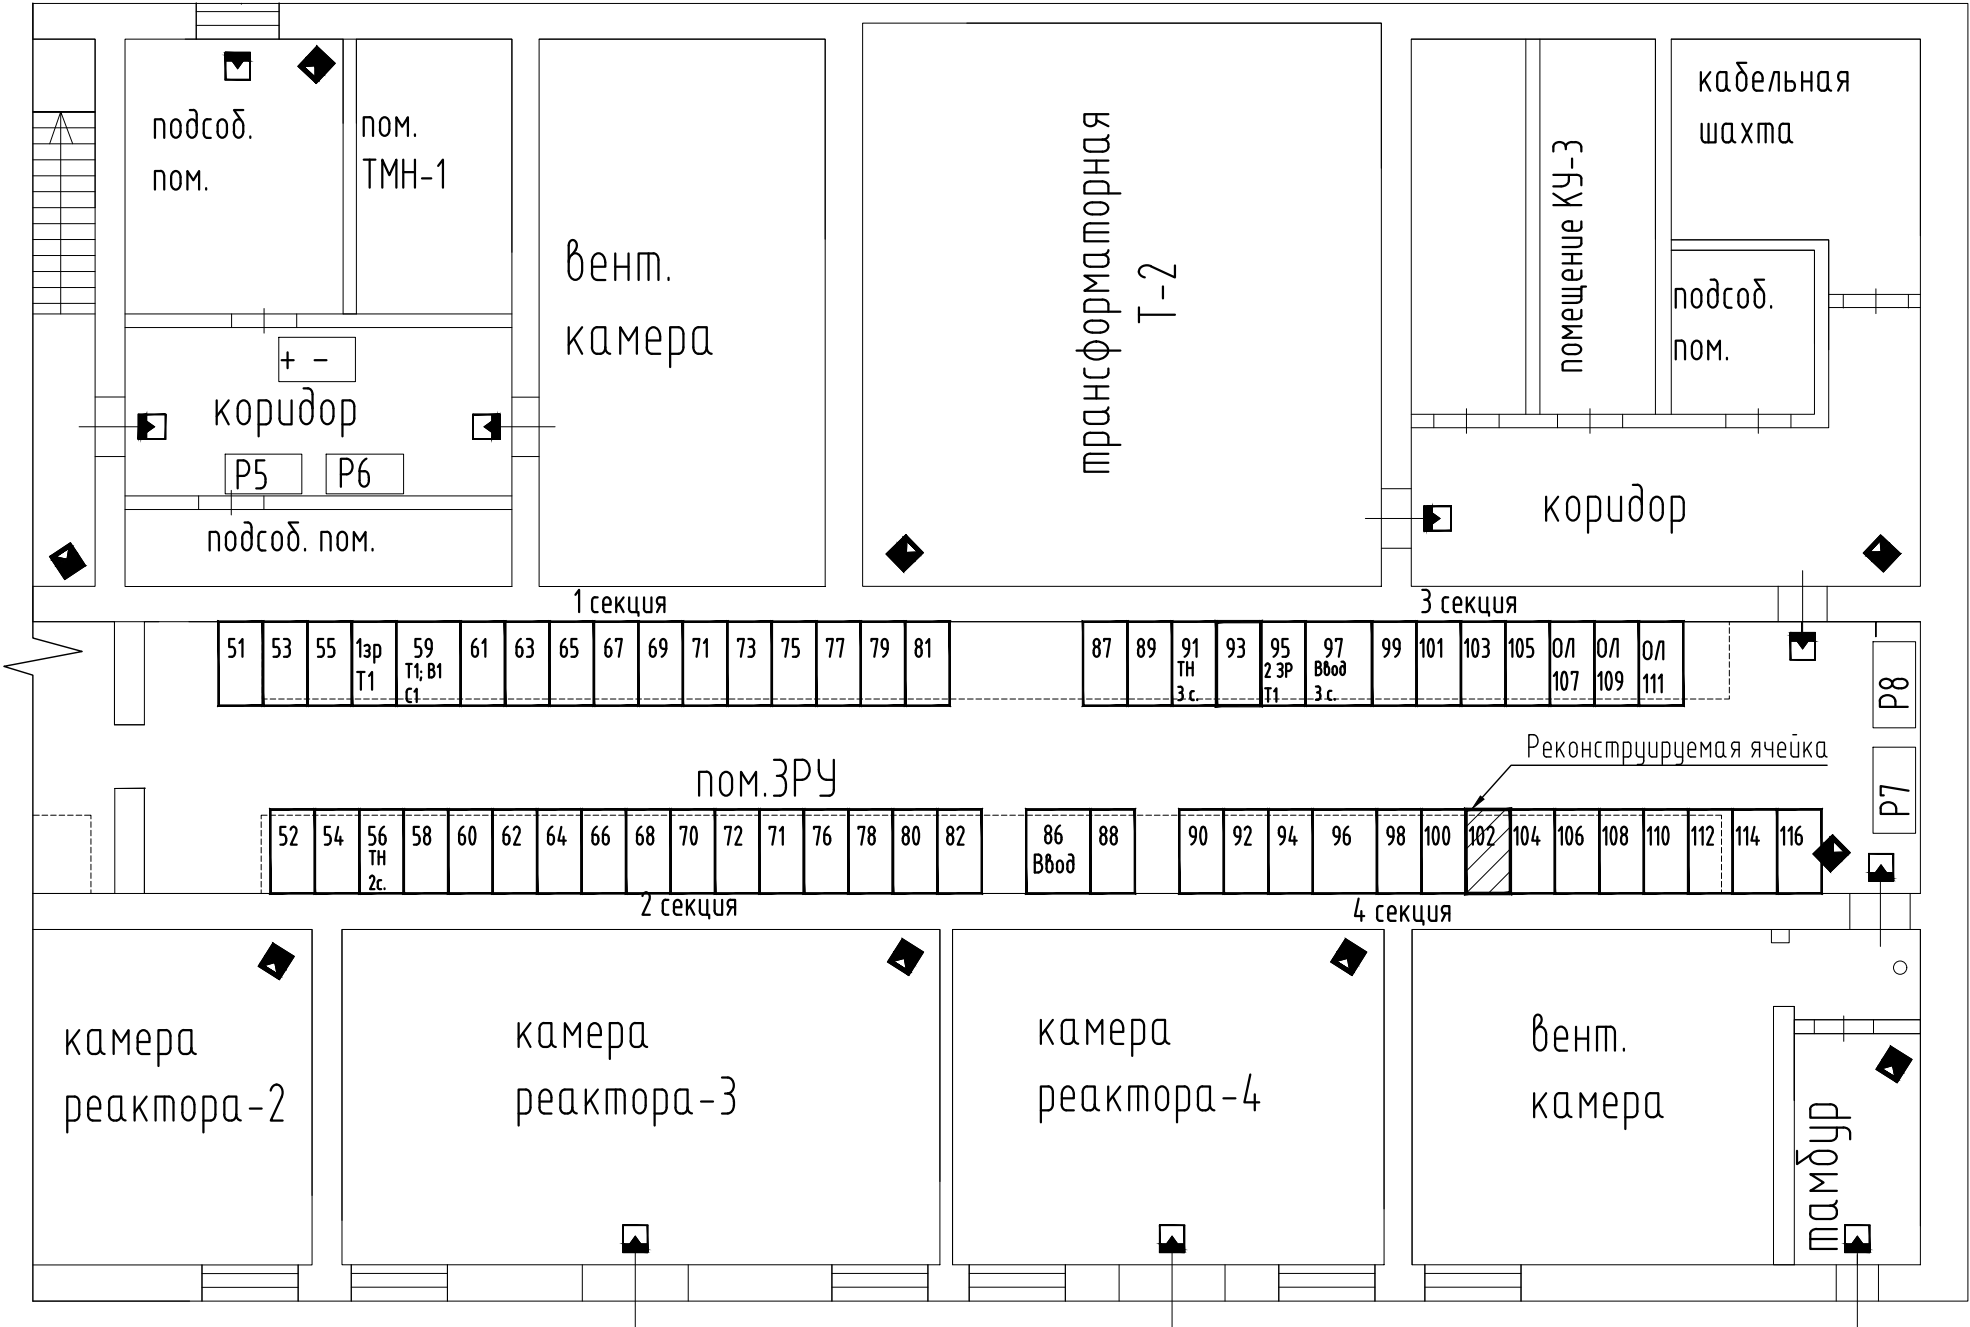 подсоб.
пом.
пом.
ТМН-1
вент.
камера
трансформаторная
Т-2
помещение КУ-3
кабельная
шахта
подсоб.
пом.
+ -
коридор
Р5
Р6
подсоб. пом.
коридор
1 секция
3 секция
51
53
55
1зр
Т1
59
Т1; В1
С1
61
63
65
67
69
71
73
75
77
79
81
87
89
91
ТН
3 с.
93
95
2 ЗР
Т1
97
Ввод
3 с.
99
101
103
105
ОЛ
107
ОЛ
109
ОЛ
111
Р8
Реконструируемая ячейка
пом.ЗРУ
Р7
52
54
56
ТН
2с.
58
60
62
64
66
68
70
72
71
76
78
80
82
86
Ввод
88
90
92
94
96
98
100
102
104
106
108
110
112
114
116
2 секция
4 секция
камера
реактора-2
камера
реактора-3
камера
реактора-4
вент.
камера
тамбур